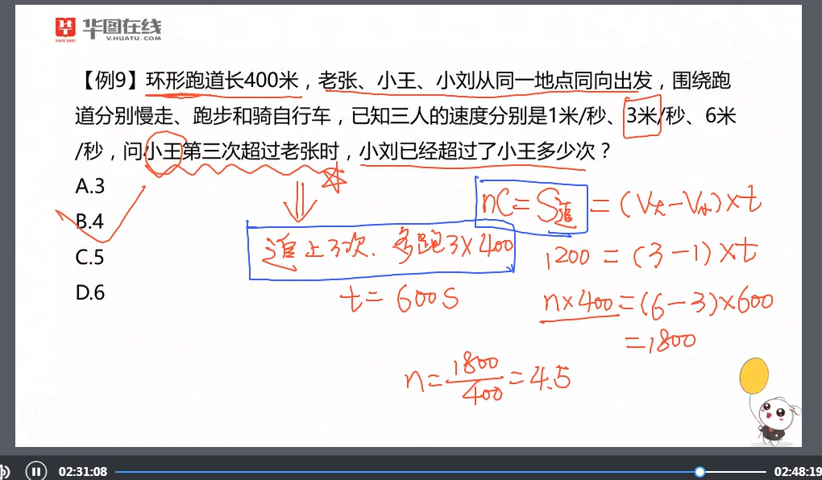 华图在线
V.HUATU.COM
【例9】环形跑道长400米，老张、小王、小刘从同一地点同向出发，围绕跑
道分别慢走、跑步和骑自行车，已知三人的速度分别是1米/秒、3米/秒、6米
/秒，问小王第三次超过老张时，小刘已经超过了小王多少次？
A.3
B.4
C.5
D.6
nC=S追=(V大-V小)×t
追上3次、多跑3×400
1200=(3-1)×t
t=600S
n×400=(6-3)×600
=1800
n=1800/400=4.5
02:31:08
02:48:19